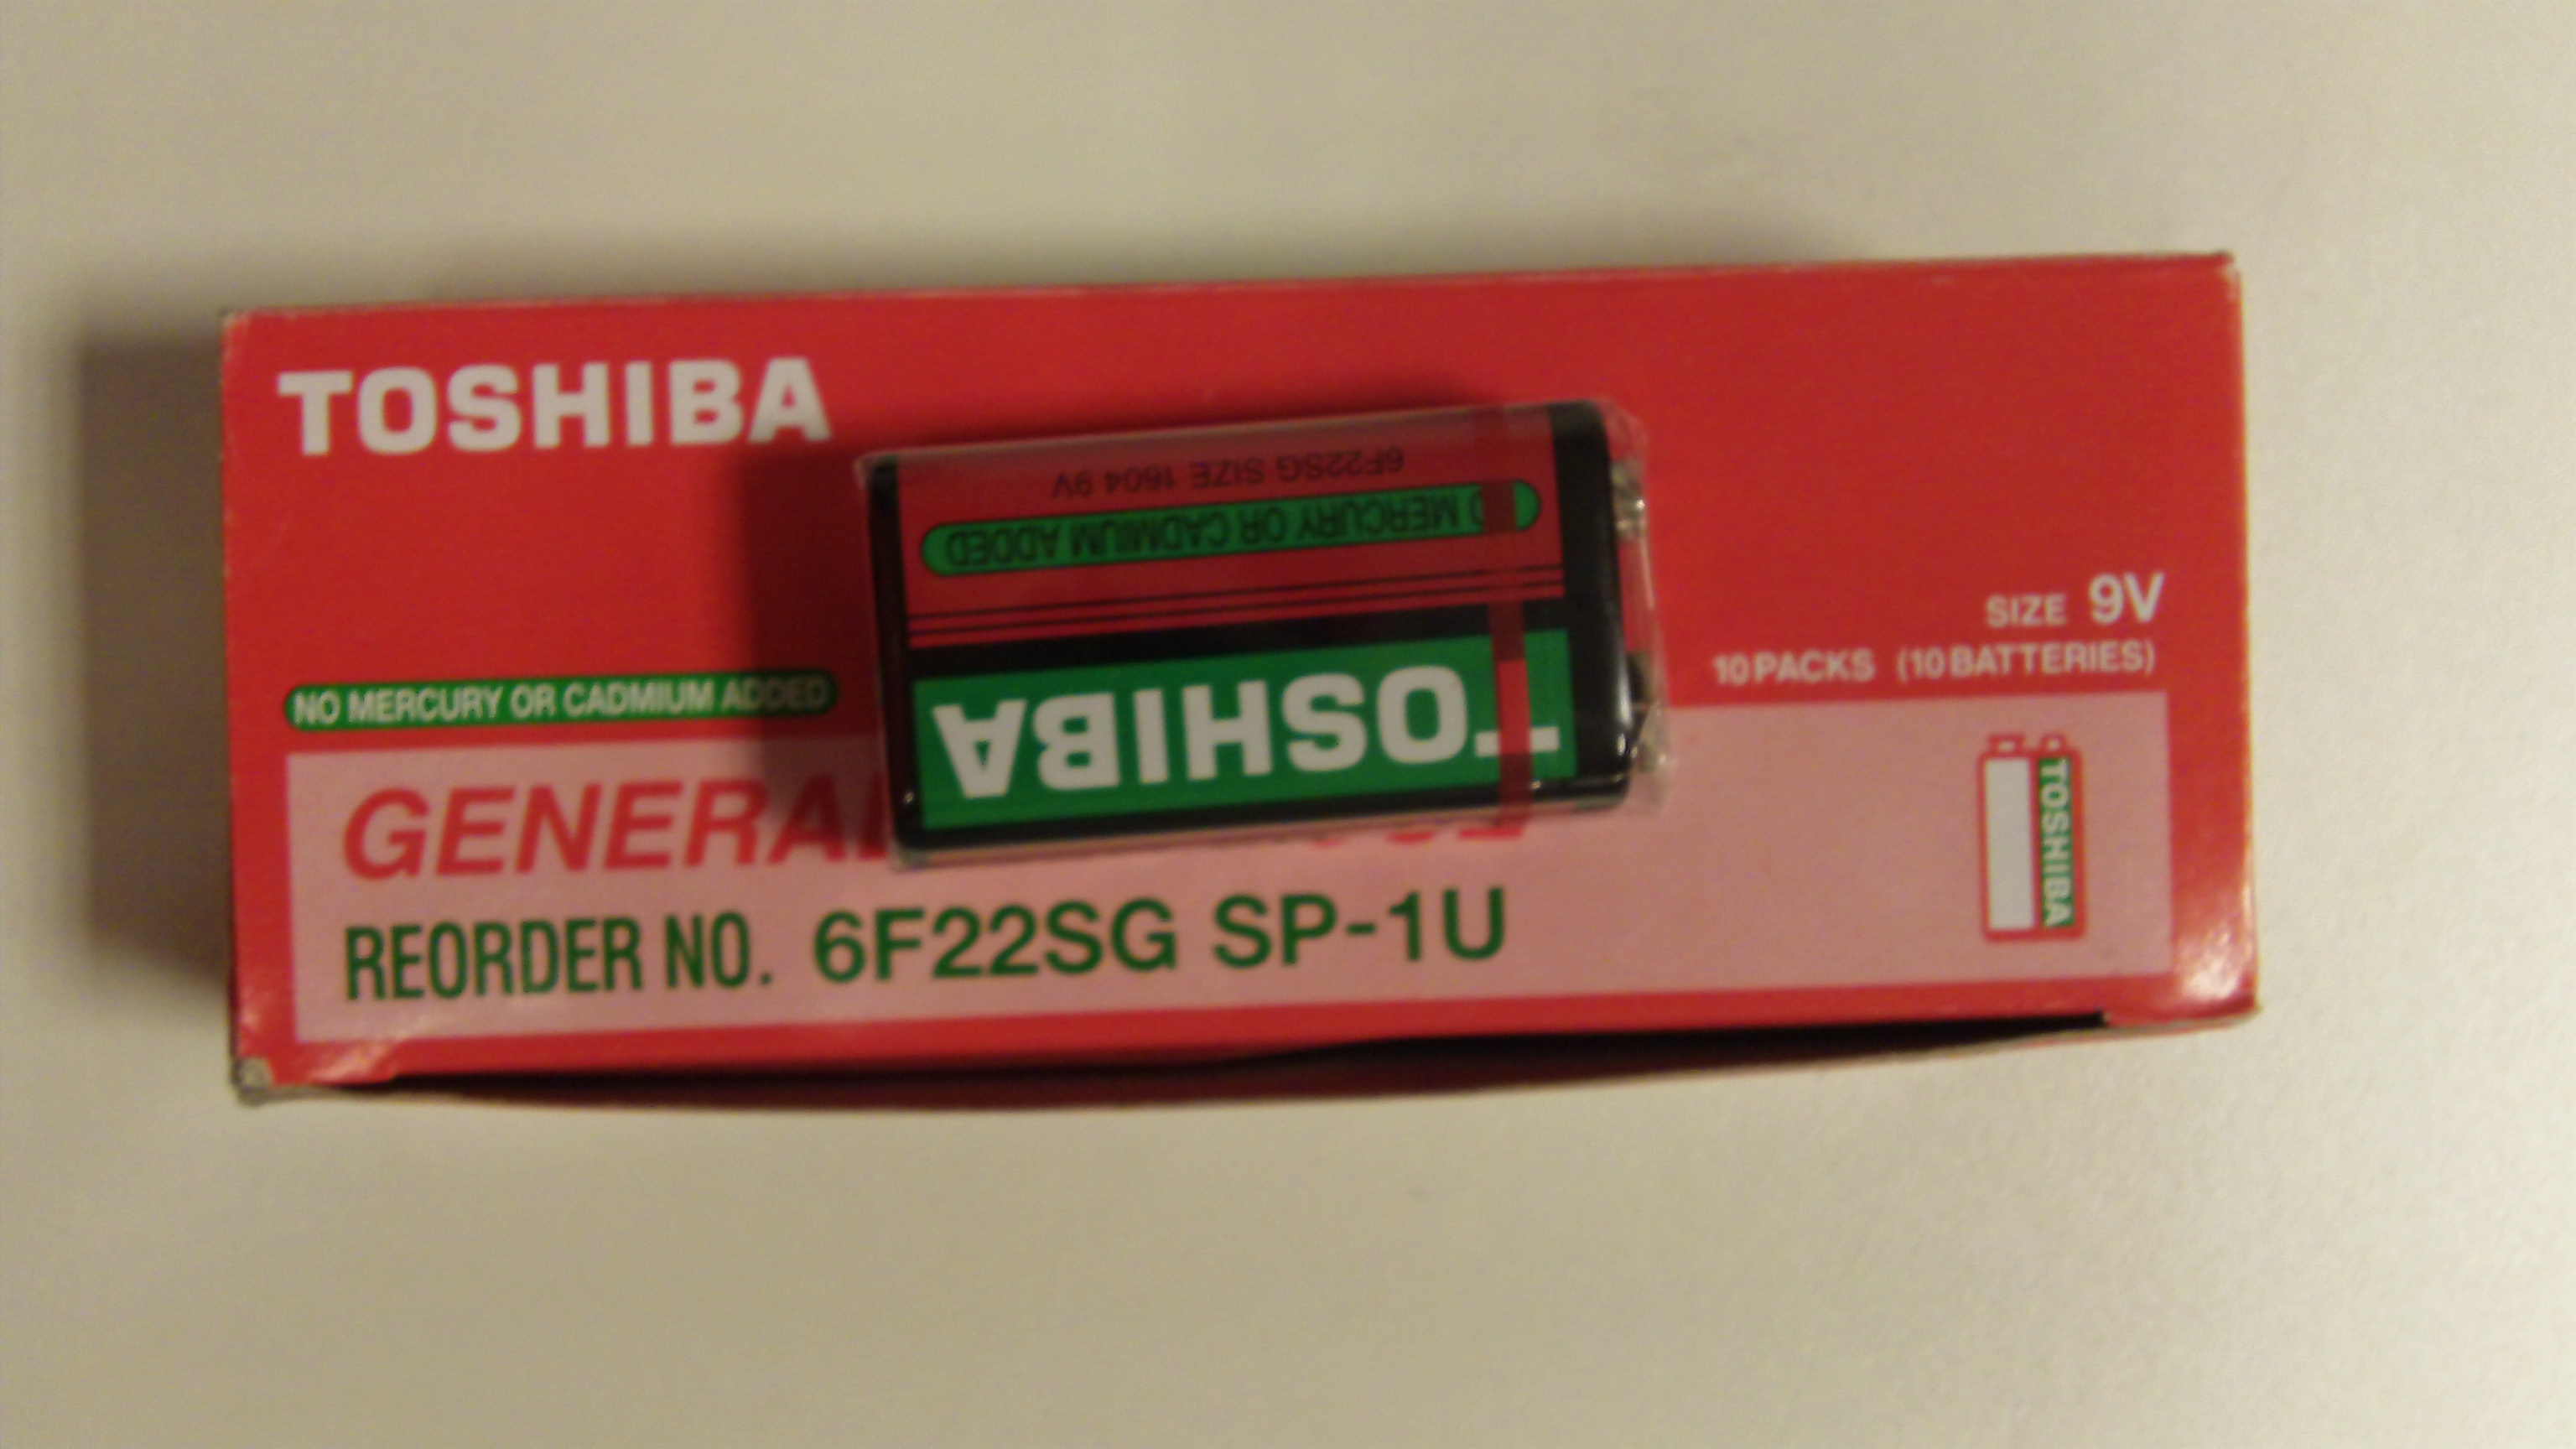 TOSHIBA
6F22SG SIZE 1604 9V
MERCURY OR CADMIUM ADDED
TOSHIBA
SIZE 9V
10 PACKS (10 BATTERIES)
NO MERCURY OR CADMIUM ADDED
GENERAL
REORDER NO. 6F22SG SP-1U
TOSHIBA